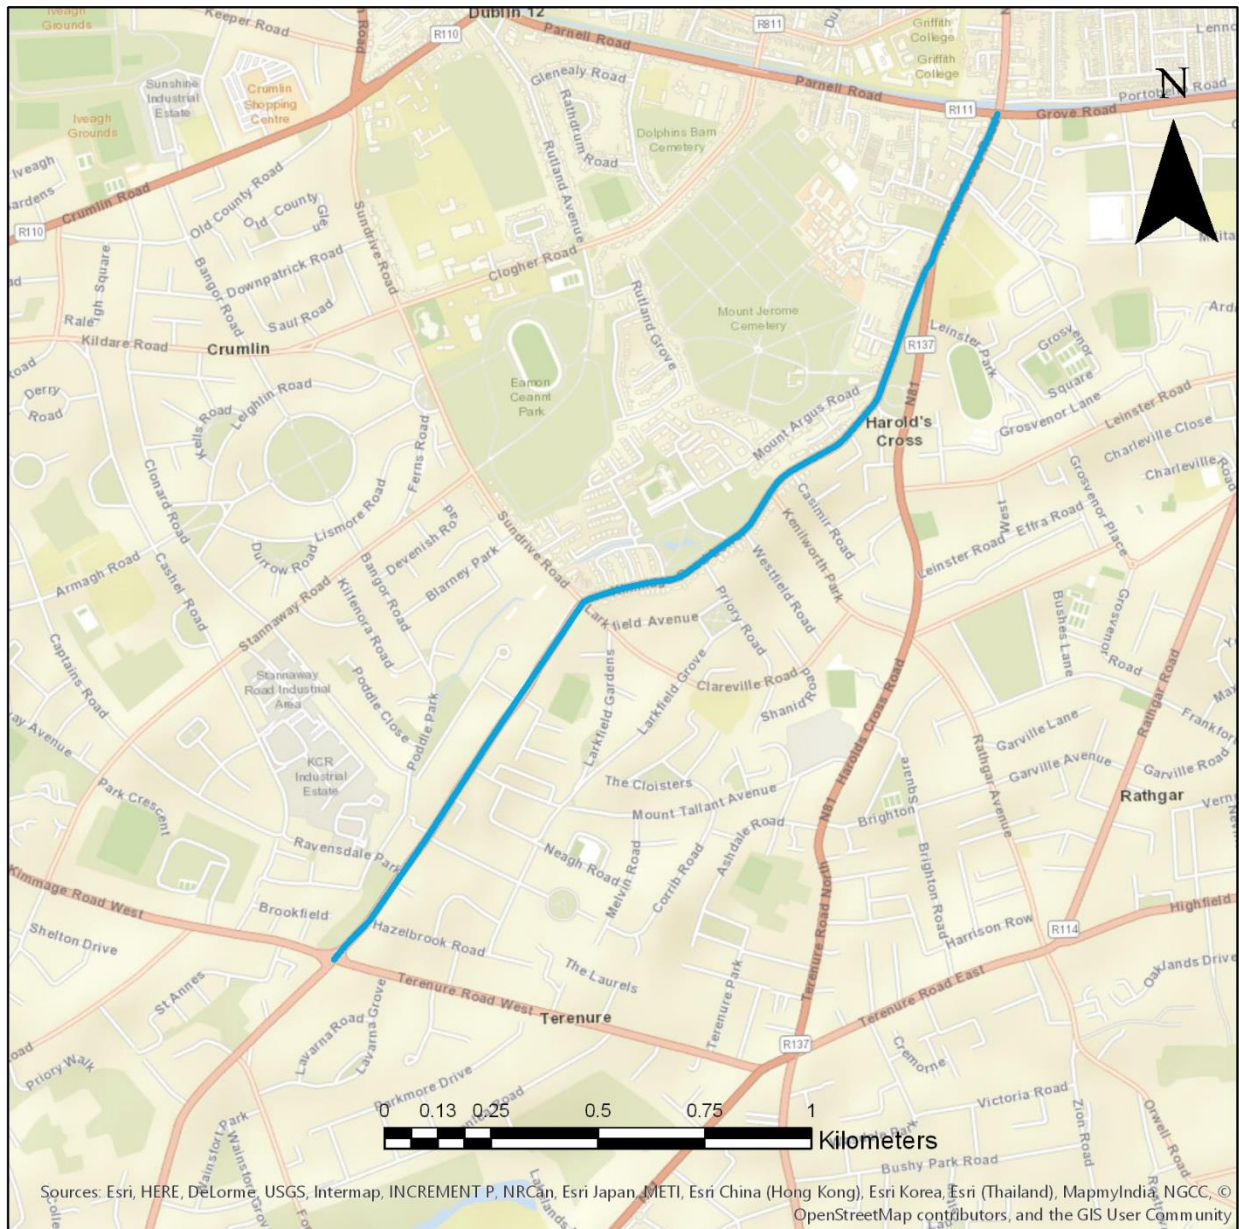 Iveagh
Grounds
Keeper Road
Dublin 12
R110
Parnell Road
R811
Griffith
College
Griffith
College
N
Sunshine
Industrial
Estate
Crumlin
Shopping
Centre
Iveagh
Grounds
Glenealy Road
Rathdrum Road
Rutland Avenue
Dolphins Barn
Cemetery
Parnell Road
R111
Grove Road
Iveagh
Crumlin Road
R110
Old County Road
Old County
Sundrive Road
Downpatrick Road
Bangor Road
Saul Road
Clogher Road
Rutland Grove
Mount Jerome
Cemetery
Kildare Road
Crumlin
Eamon
Ceannt
Park
R137
Leinster Park
N81
Grosvenor
Square
Grosvenor Lane
Leinster Road
Derry
Road
Kells Road
Leighlin Road
Ferns Road
Mount Argus Road
Harold's
Cross
Charleville Close
Charleville Road
Clonard Road
Lismore Road
Durrow Road
Devenish Road
Blarney Park
Sundrive Road
Casimir Road
Kenilworth Park
Westfield Road
Grosvenor Place
Effra Road
Leinster Road West
Armagh Road
Cashel Road
Stannaway Road
Bangor Road
Kilfenora Road
Larkfield Avenue
Priory Road
Bushes Lane
Grosvenor Road
Captains Road
Stannaway
Road Industrial
Area
Poddle Close
Poddle Park
Larkfield Gardens
Larkfield Grove
Clareville Road
Shanid Road
Harolds Cross Road
N81
Rathgar Road
Rathgar Avenue
Garville Lane
Garville Avenue
Garville Road
KCR
Industrial
Estate
Park Crescent
The Cloisters
Mount Tallant Avenue
Brighton Square
Rathgar
Ravensdale Park
Neagh Road
Melvin Road
Corrib Road
Ashdale Road
Brighton Road
Kimmage Road West
Brookfield
Shelton Drive
Hazelbrook Road
Harrison Row
Highfield
R114
St Annes
The Laurels
Terenure Road North
Oaklands Drive
Terenure Road West
Terenure
Terenure Park
Terenure Road East
Lavarna Road
Lavarna Grove
R137
Cremorne
Priory Walk
Parkmore Drive
Victoria Road
Zion Road
Orwell Road
Wainsfort Park
Bushy Park Road
0 0.13 0.25 0.5 0.75 1
Kilometers
Sources: Esri, HERE, DeLorme, USGS, Intermap, INCREMENT P, NRCan, Esri Japan, METI, Esri China (Hong Kong), Esri Korea, Esri (Thailand), MapmyIndia, NGCC, ©
OpenStreetMap contributors, and the GIS User Community